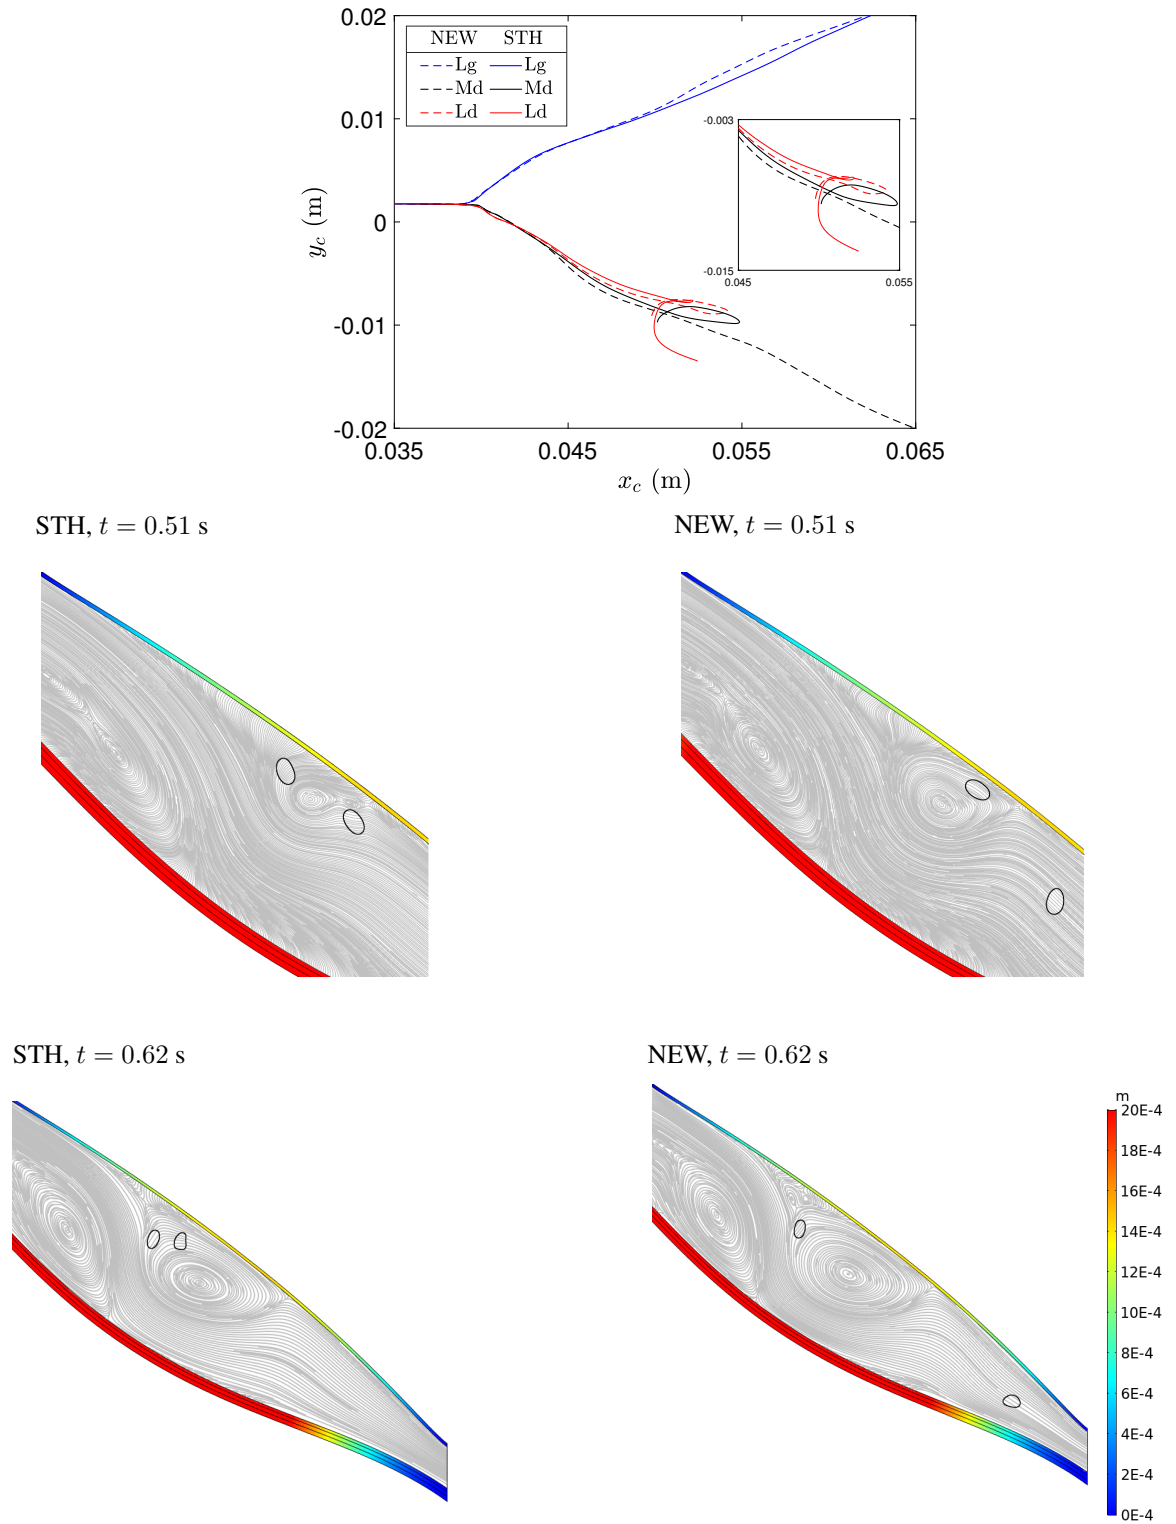 0.02
0.01
0
-0.01
-0.02
y_c (m)
NEW STH
Lg Lg
Md Md
Ld Ld
-0.003
-0.015
0.045 0.055
0.035 0.045 0.055 0.065
x_c (m)
STH, t = 0.51 s
NEW, t = 0.51 s
STH, t = 0.62 s
NEW, t = 0.62 s
m
20E-4
18E-4
16E-4
14E-4
12E-4
10E-4
8E-4
6E-4
4E-4
2E-4
0E-4